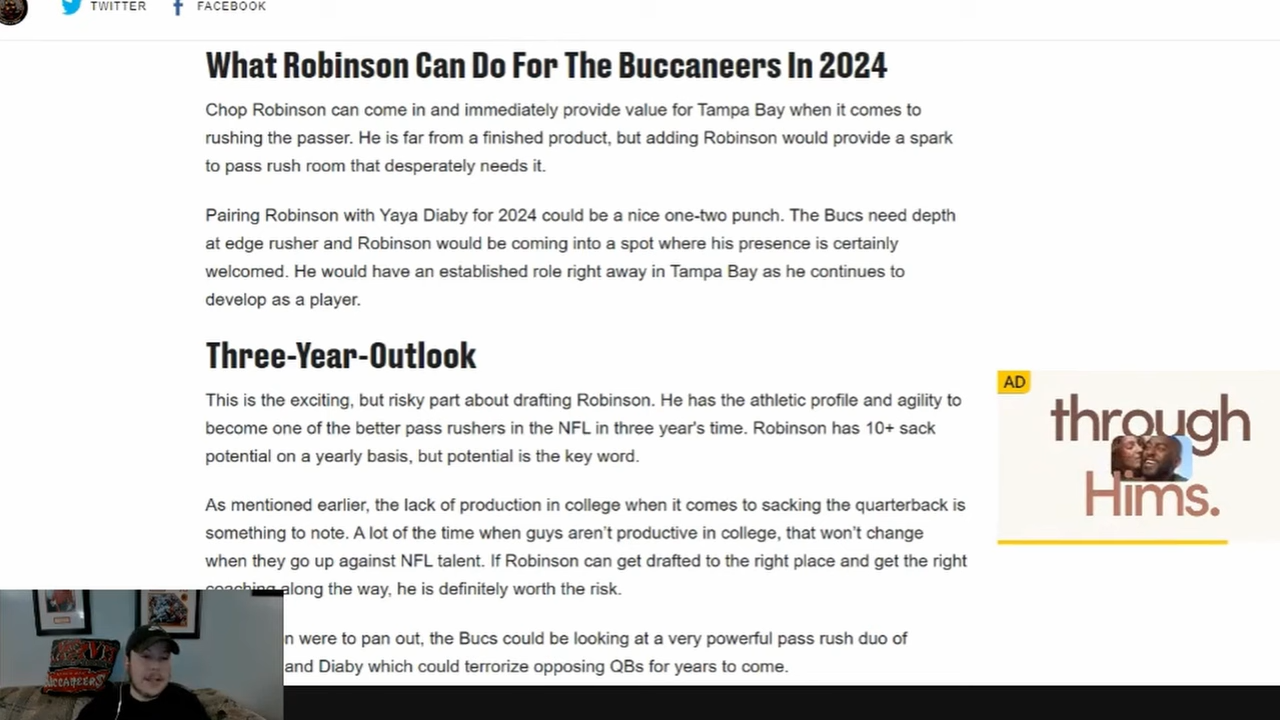 TWITTER FACEBOOK
What Robinson Can Do For The Buccaneers In 2024
Chop Robinson can come in and immediately provide value for Tampa Bay when it comes to
rushing the passer. He is far from a finished product, but adding Robinson would provide a spark
to pass rush room that desperately needs it.
Pairing Robinson with Yaya Diaby for 2024 could be a nice one-two punch. The Bucs need depth
at edge rusher and Robinson would be coming into a spot where his presence is certainly
welcomed. He would have an established role right away in Tampa Bay as he continues to
develop as a player.
Three-Year-Outlook
This is the exciting, but risky part about drafting Robinson. He has the athletic profile and agility to
become one of the better pass rushers in the NFL in three year's time. Robinson has 10+ sack
potential on a yearly basis, but potential is the key word.
As mentioned earlier, the lack of production in college when it comes to sacking the quarterback is
something to note. A lot of the time when guys aren't productive in college, that won't change
when they go up against NFL talent. If Robinson can get drafted to the right place and get the right
coaching along the way, he is definitely worth the risk.
n were to pan out, the Bucs could be looking at a very powerful pass rush duo of
and Diaby which could terrorize opposing QBs for years to come.
AD
through
Hims.
BUCCANEERS